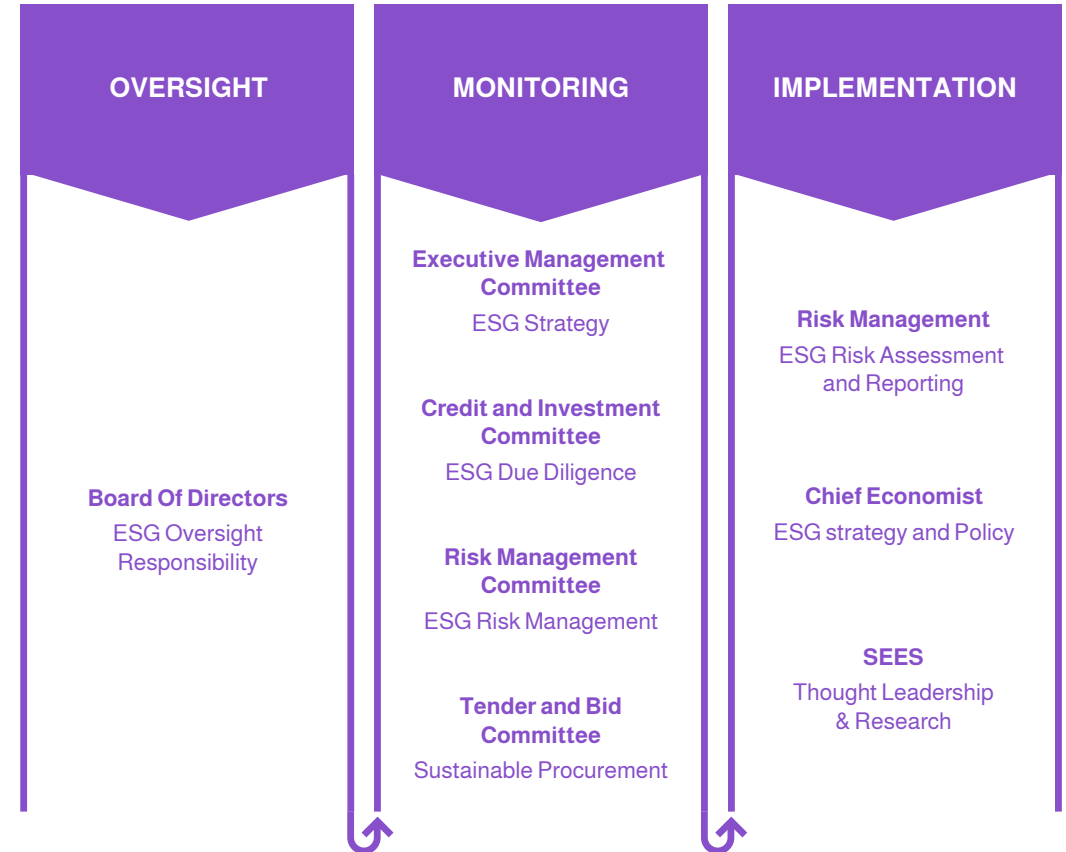 OVERSIGHT
Board Of Directors
ESG Oversight
Responsibility
MONITORING
Executive Management
Committee
ESG Strategy
Credit and Investment
Committee
ESG Due Diligence
Risk Management
Committee
ESG Risk Management
Tender and Bid
Committee
Sustainable Procurement
IMPLEMENTATION
Risk Management
ESG Risk Assessment
and Reporting
Chief Economist
ESG strategy and Policy
SEES
Thought Leadership
& Research